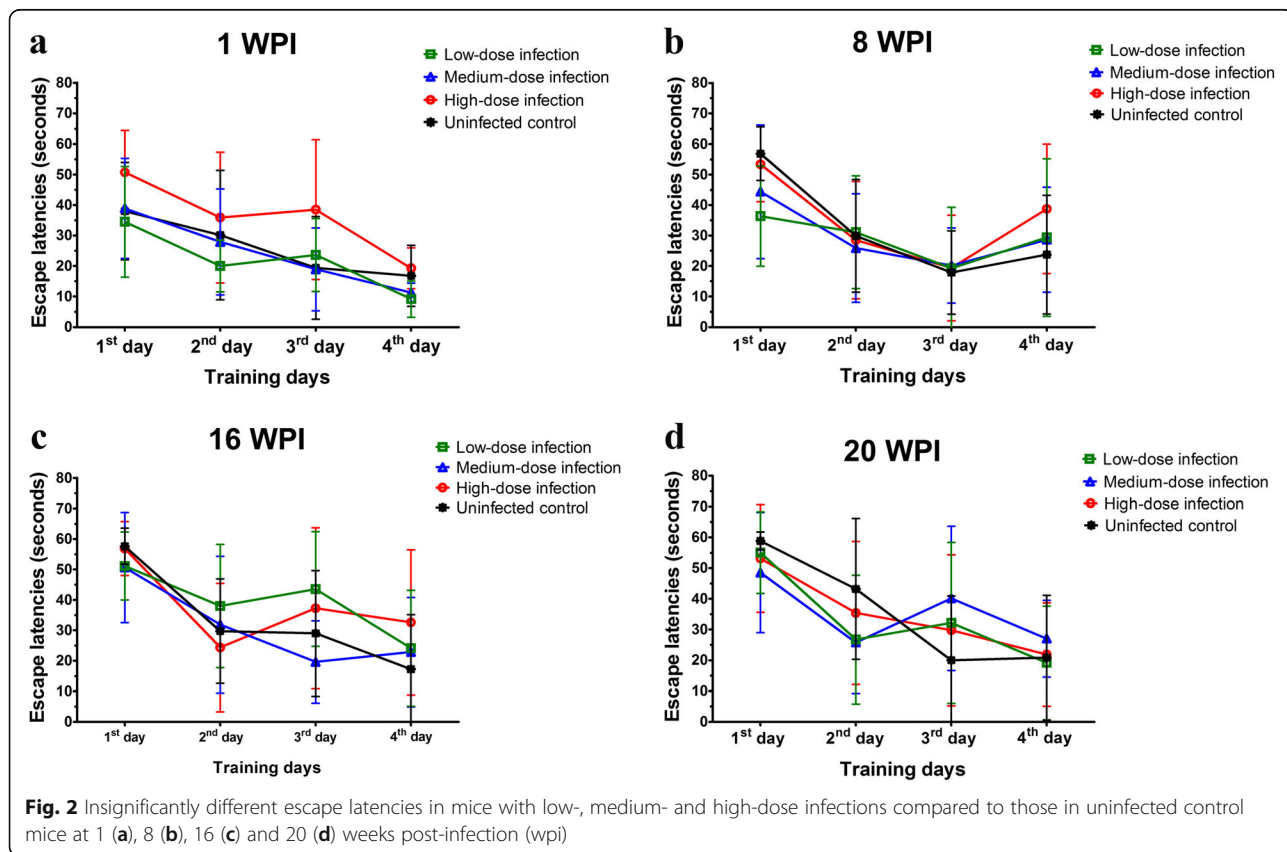 a
1 WPI
Low-dose infection
Medium-dose infection
High-dose infection
Uninfected control
Escape latencies (seconds)
80
70
60
50
40
30
20
10
0
1st day 2nd day 3rd day 4th day
Training days
b
8 WPI
Low-dose infection
Medium-dose infection
High-dose infection
Uninfected control
Escape latencies (seconds)
80
70
60
50
40
30
20
10
0
1st day 2nd day 3rd day 4th day
Training days
c
16 WPI
Low-dose infection
Medium-dose infection
High-dose infection
Uninfected control
Escape latencies (seconds)
80
70
60
50
40
30
20
10
0
1st day 2nd day 3rd day 4th day
Training days
d
20 WPI
Low-dose infection
Medium-dose infection
High-dose infection
Uninfected control
Escape latencies (seconds)
80
70
60
50
40
30
20
10
0
1st day 2nd day 3rd day 4th day
Training days
Fig. 2 Insignificantly different escape latencies in mice with low-, medium- and high-dose infections compared to those in uninfected control
mice at 1 (a), 8 (b), 16 (c) and 20 (d) weeks post-infection (wpi)